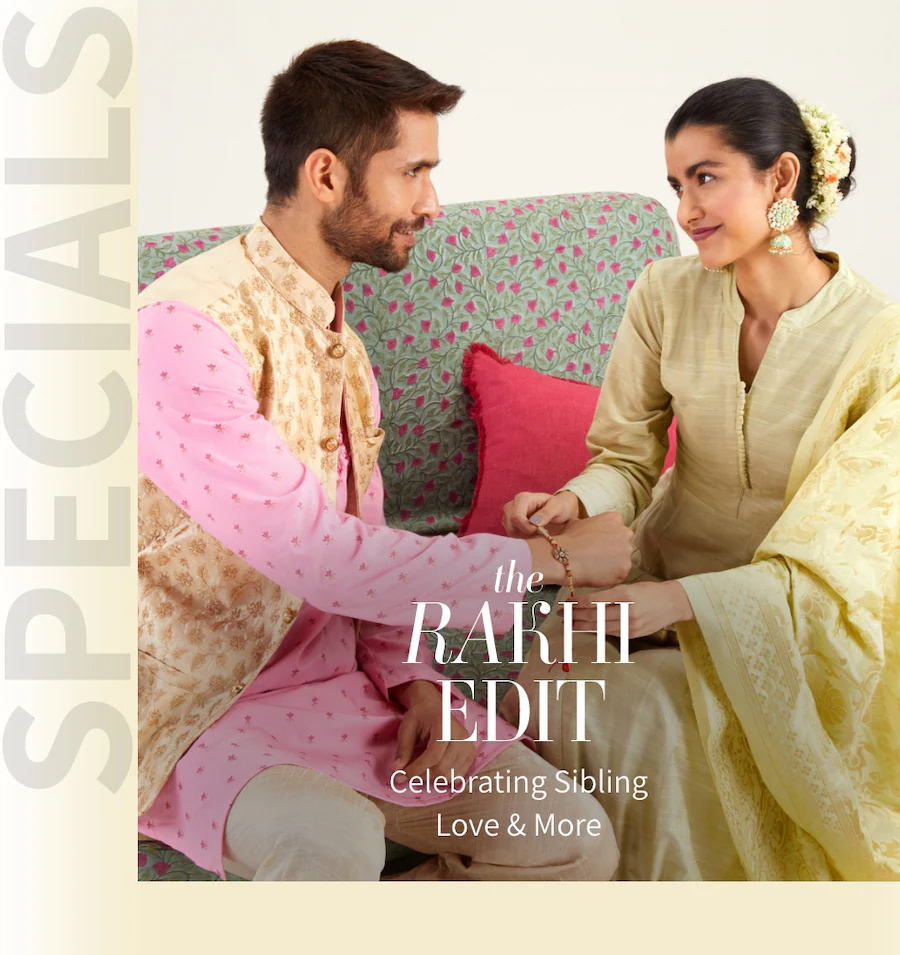 SPECIALS
the
RAKHI
EDIT
Celebrating Sibling
Love & More